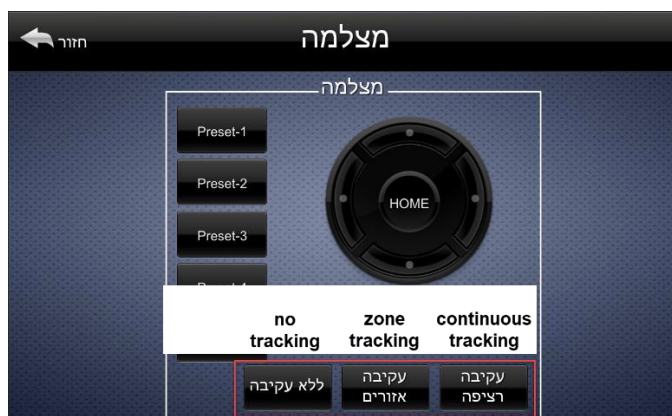 חזור
מצלמה
מצלמה
Preset-1
Preset-2
HOME
Preset-3
no tracking
zone tracking
continuous tracking
ללא עקיבה
עקיבה אזורים
עקיבה רציפה